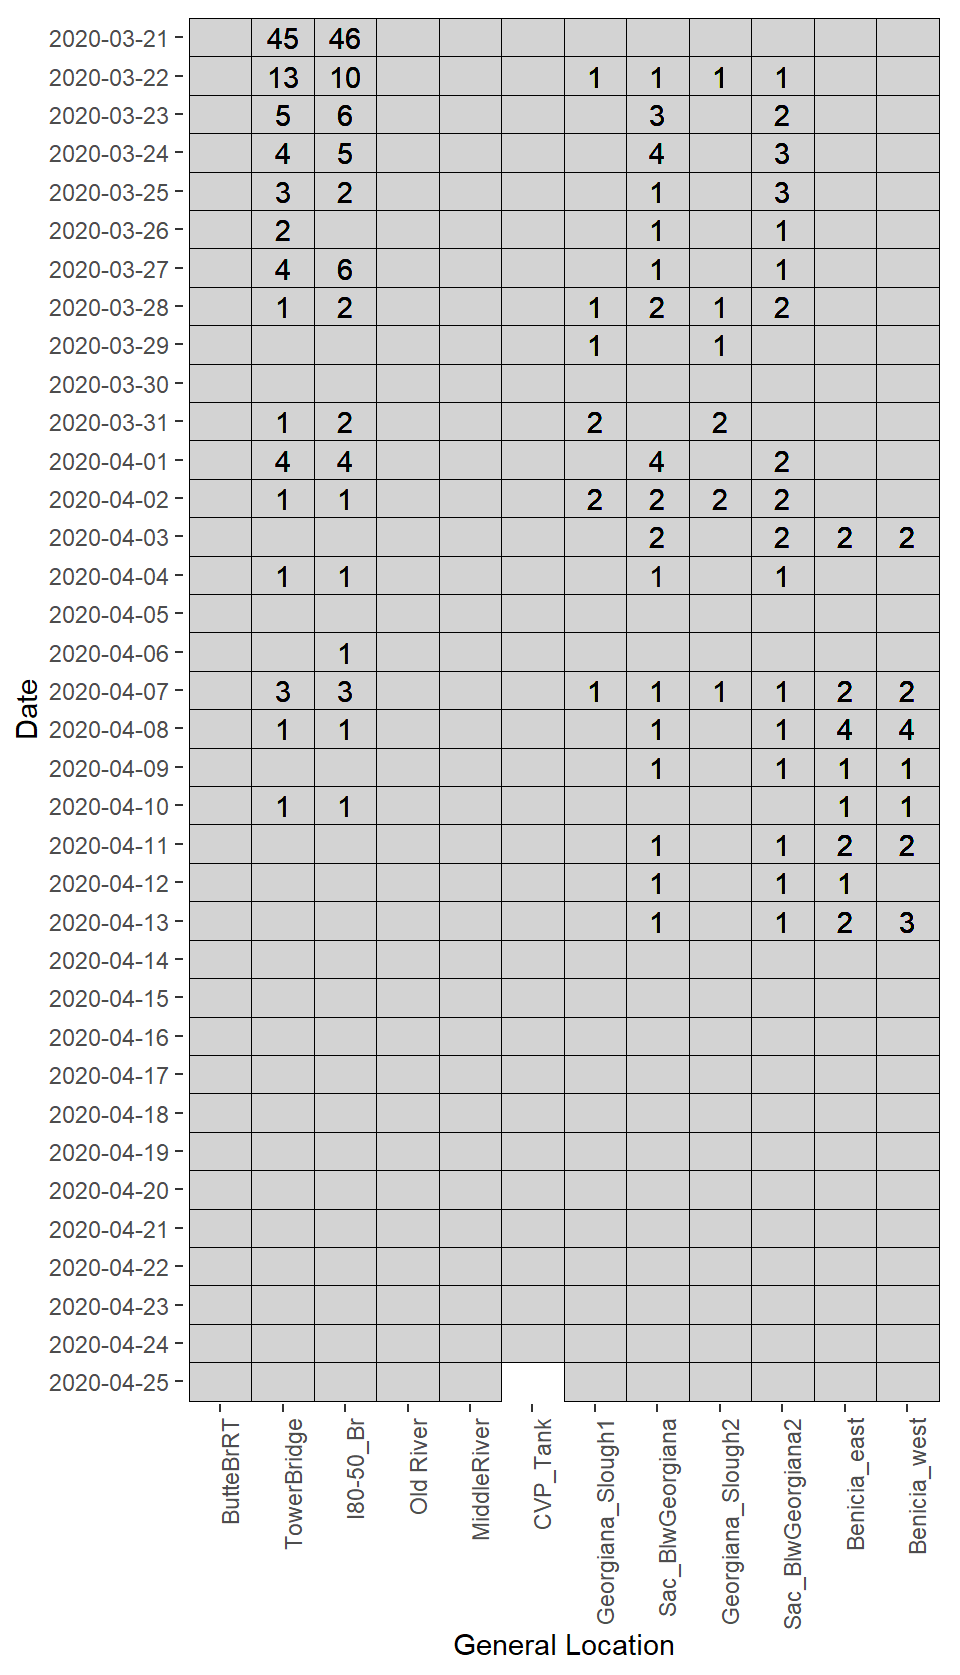 2020-03-21 45 46
2020-03-22 13 10 1 1 1 1
2020-03-23 5 6 3 2
2020-03-24 4 5 4 3
2020-03-25 3 2 1 3
2020-03-26 2 1 1
2020-03-27 4 6 1 1
2020-03-28 1 2 1 2 1 2
2020-03-29 1 1
2020-03-30
2020-03-31 1 2 2 2
2020-04-01 4 4 4 2
2020-04-02 1 1 2 2 2 2
2020-04-03 2 2 2 2
2020-04-04 1 1 1 1
2020-04-05
2020-04-06 1
2020-04-07 3 3 1 1 1 1 2 2
2020-04-08 1 1 1 1 4 4
2020-04-09 1 1 1 1
2020-04-10 1 1 1 1
2020-04-11 1 1 2 2
2020-04-12 1 1 1
2020-04-13 1 1 2 3
2020-04-14
2020-04-15
2020-04-16
2020-04-17
2020-04-18
2020-04-19
2020-04-20
2020-04-21
2020-04-22
2020-04-23
2020-04-24
2020-04-25
Date
ButteBrRT
TowerBridge
I80-50_Br
Old River
MiddleRiver
CVP_Tank
Georgiana_Slough1
Sac_BlwGeorgiana
Georgiana_Slough2
Sac_BlwGeorgiana2
Benicia_east
Benicia_west
General Location